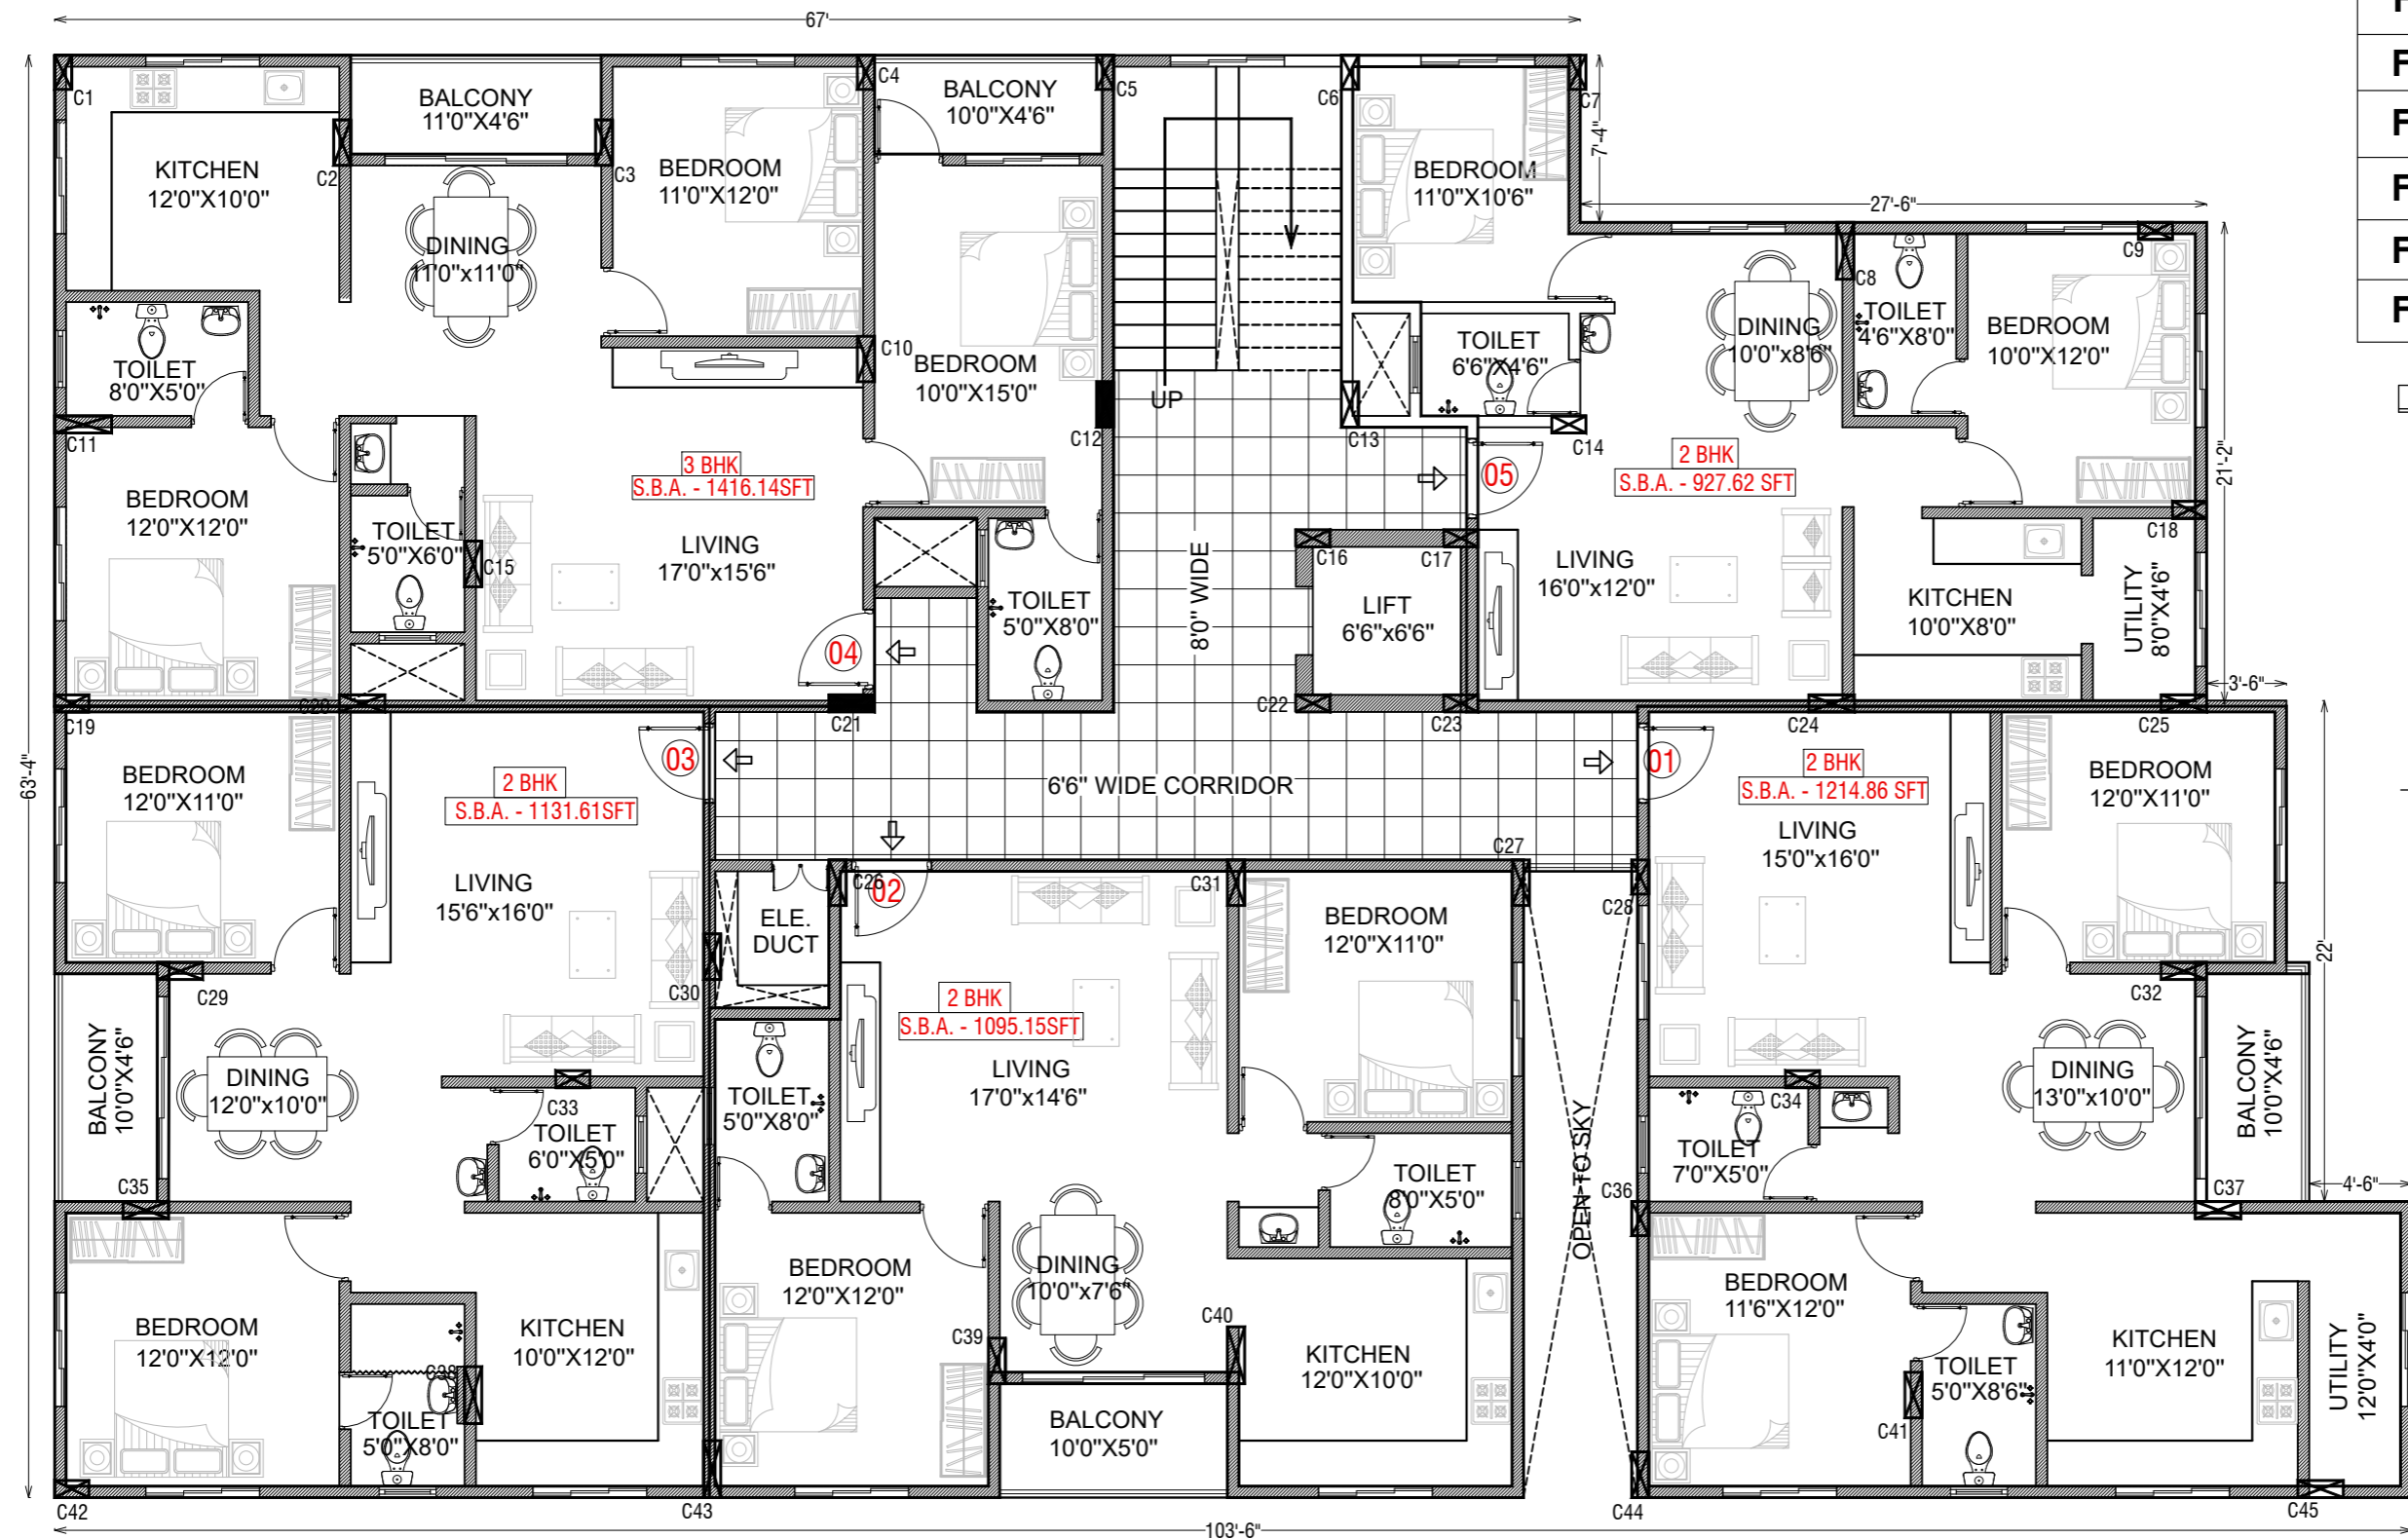 67'
C1
C4
C5
C6
C7
BALCONY
11'0"X4'6"
BALCONY
10'0"X4'6"
7'-4"
KITCHEN
12'0"X10'0"
C2
C3
BEDROOM
11'0"X12'0"
BEDROOM
11'0"X10'6"
27'-6"
DINING
11'0"x11'0"
C8
C9
TOILET
8'0"X5'0"
C10
BEDROOM
10'0"X15'0"
UP
TOILET
6'6"X4'6"
DINING
10'0"x8'6"
TOILET
4'6"X8'0"
BEDROOM
10'0"X12'0"
C11
C12
C13
C14
3 BHK
S.B.A. - 1416.14SFT
05
2 BHK
S.B.A. - 927.62 SFT
21'-2"
BEDROOM
12'0"X12'0"
TOILET
5'0"X6'0"
C15
LIVING
17'0"x15'6"
8'0" WIDE
C16
C17
LIVING
16'0"x12'0"
C18
TOILET
5'0"X8'0"
LIFT
6'6"x6'6"
KITCHEN
10'0"X8'0"
UTILITY
8'0"X4'6"
04
3'-6"
C19
C20
C21
C22
C23
C24
C25
63'-4"
03
01
6'6" WIDE CORRIDOR
BEDROOM
12'0"X11'0"
2 BHK
S.B.A. - 1131.61SFT
2 BHK
S.B.A. - 1214.86 SFT
BEDROOM
12'0"X11'0"
LIVING
15'0"x16'0"
C27
LIVING
15'6"x16'0"
C26
02
C31
C28
ELE.
DUCT
BEDROOM
12'0"X11'0"
22'
C29
C30
2 BHK
S.B.A. - 1095.15SFT
C32
BALCONY
10'0"X4'6"
DINING
12'0"x10'0"
LIVING
17'0"x14'6"
DINING
13'0"x10'0"
BALCONY
10'0"X4'6"
C33
TOILET
6'0"X5'0"
TOILET
5'0"X8'0"
C34
TOILET
7'0"X5'0"
OPEN TO SKY
TOILET
8'0"X5'0"
C35
C36
C37
4'-6"
BEDROOM
12'0"X12'0"
DINING
10'0"x7'6"
BEDROOM
11'6"X12'0"
BEDROOM
12'0"X12'0"
KITCHEN
10'0"X12'0"
C38
C39
C40
KITCHEN
12'0"X10'0"
KITCHEN
11'0"X12'0"
UTILITY
12'0"X4'0"
TOILET
5'0"X8'0"
BALCONY
10'0"X5'0"
TOILET
5'0"X8'6"
C41
C42
C43
C44
C45
103'-6"